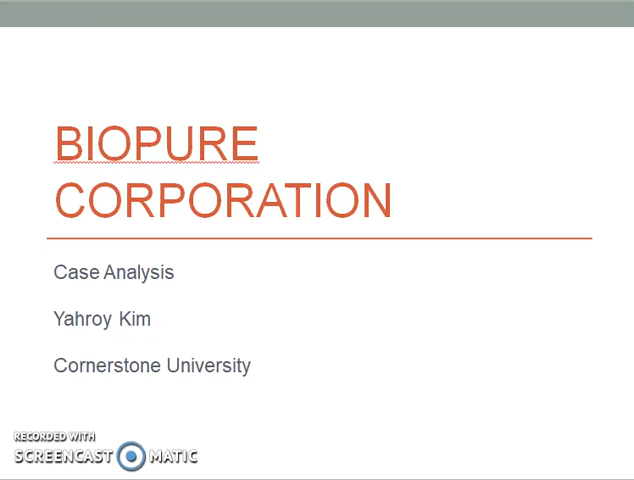 BIOPURE
CORPORATION
Case Analysis
Yahroy Kim
Cornerstone University
RECORDED WITH
SCREENCAST MATIC